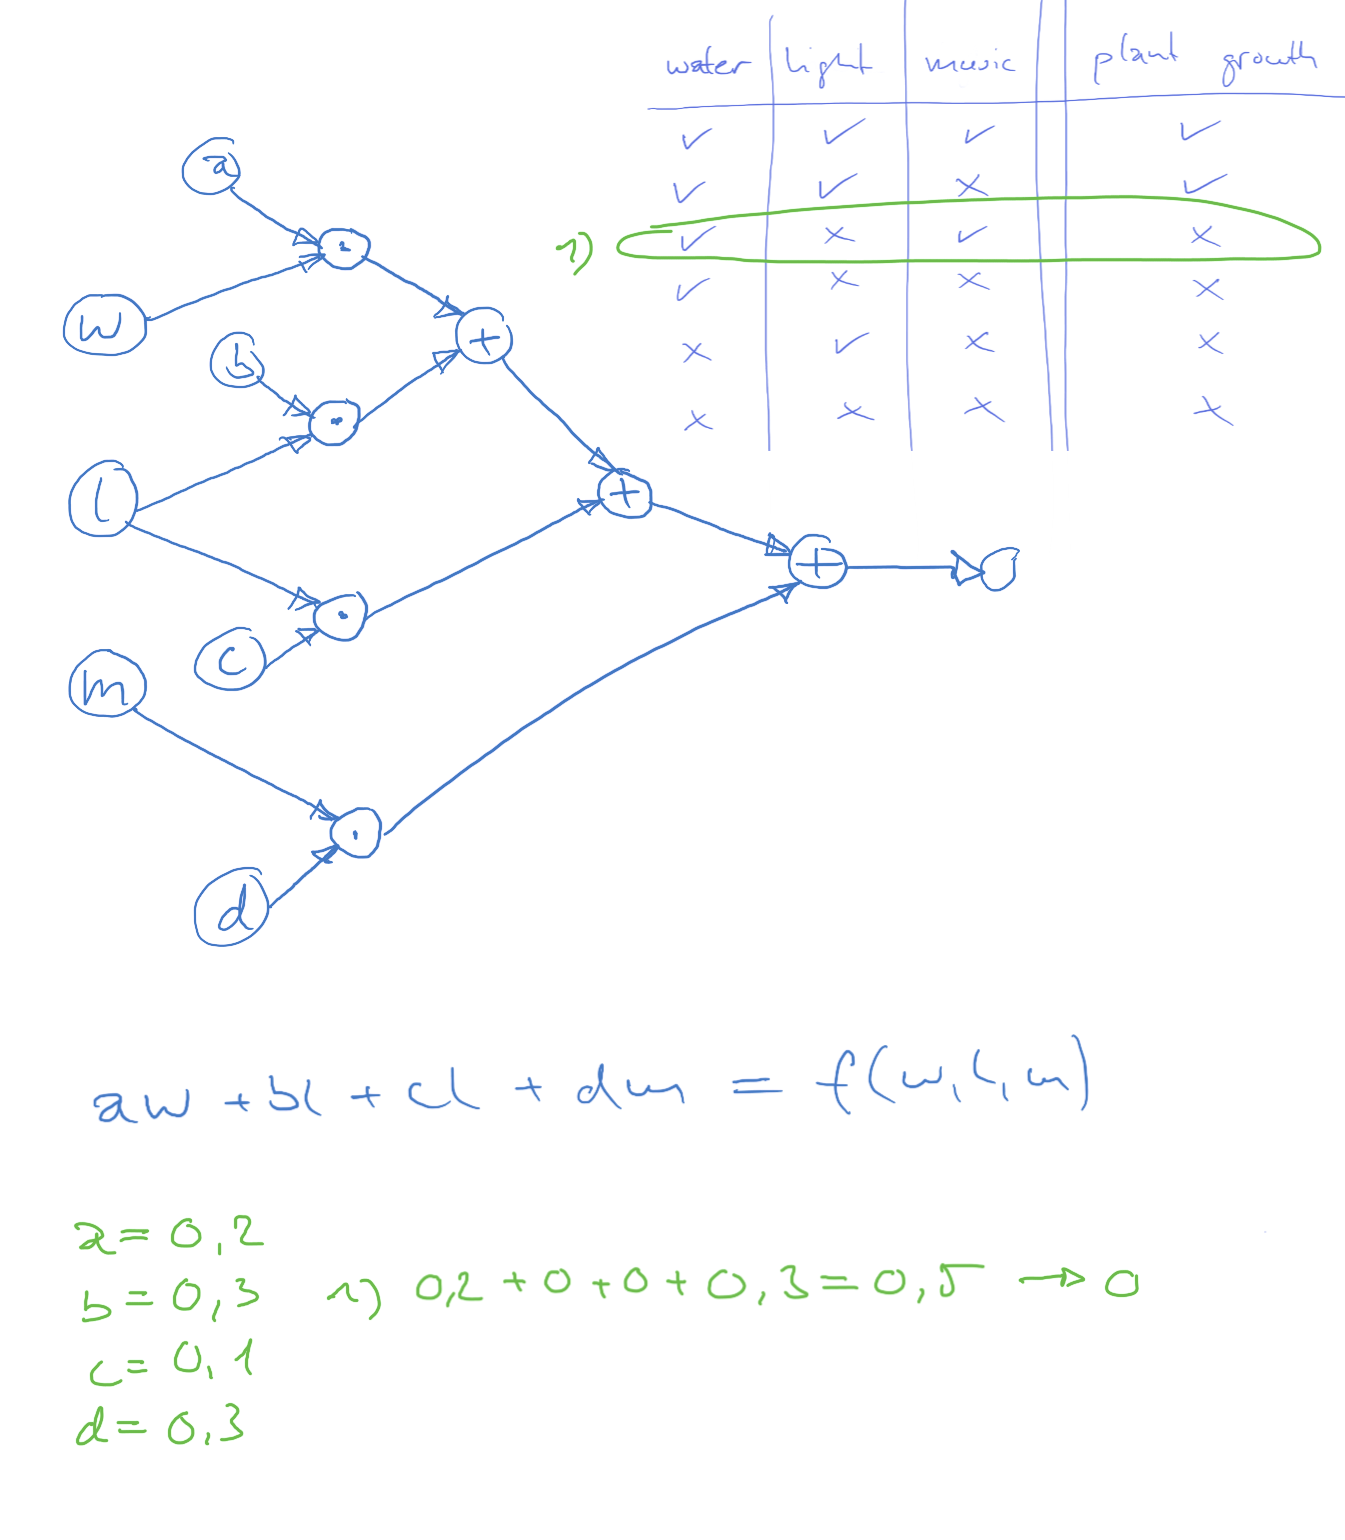 water light music plant growth
✓ ✓ ✓ ✓
✓ ✓ × ✓
1) ✓ × ✓ ×
✓ × × ×
× ✓ × ×
× × × ×
a
·
w
+
b
·
l
+
+
·
c
m
·
d
aw + bl + cl + dm = f(w, l, m)
a = 0,2
b = 0,3 1) 0,2 + 0 + 0 + 0,3 = 0,5 → 0
c = 0,1
d = 0,3